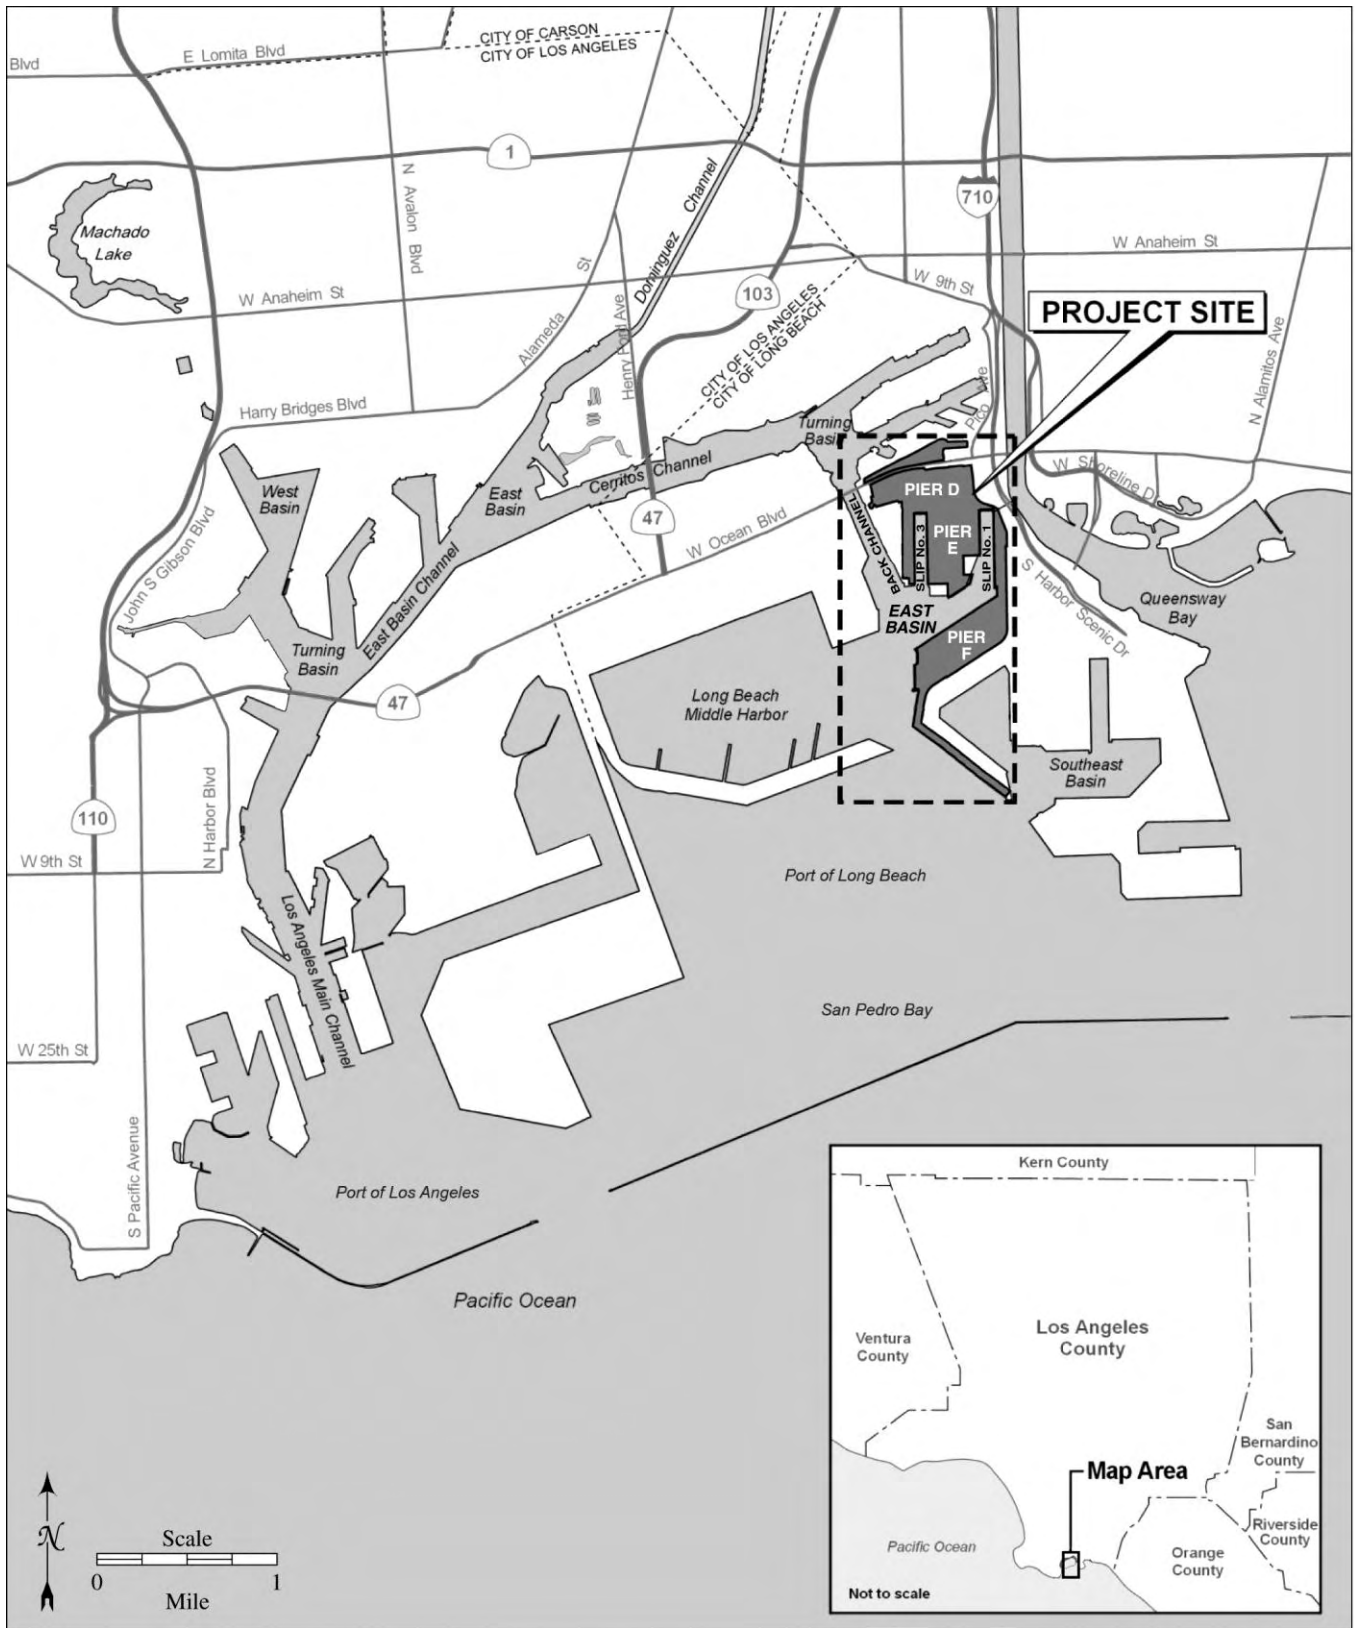 CITY OF CARSON
CITY OF LOS ANGELES
E Lomita Blvd
Blvd
1
N Avalon Blvd
Dominguez Channel
710
Machado
Lake
W Anaheim St
W Anaheim St
W 9th St
103
Alameda St
Henry Ford Ave
CITY OF LOS ANGELES
CITY OF LONG BEACH
PROJECT SITE
Pico Ave
N Alamitos Ave
Harry Bridges Blvd
Turning
Basin
W Shoreline Dr
West
Basin
East
Basin
Cerritos Channel
47
W Ocean Blvd
PIER D
BACK CHANNEL
SLIP No. 3
PIER
E
SLIP No. 1
John S Gibson Blvd
East Basin Channel
S Harbor Scenic Dr
Queensway
Bay
EAST
BASIN
PIER
F
Turning
Basin
47
Long Beach
Middle Harbor
Southeast
Basin
110
N Harbor Blvd
W 9th St
Port of Long Beach
Los Angeles Main Channel
San Pedro Bay
W 25th St
S Pacific Avenue
Port of Los Angeles
Pacific Ocean
Kern County
Ventura
County
Los Angeles
County
San
Bernardino
County
Map Area
Riverside
County
Orange
County
Pacific Ocean
Not to scale
N
Scale
0
1
Mile